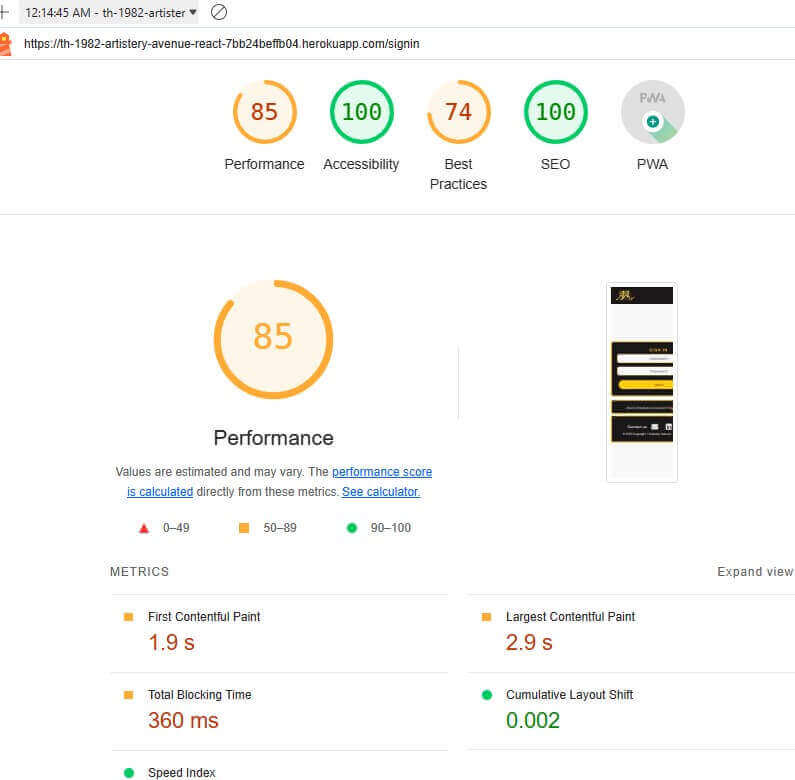 12:14:45 AM - th-1982-artister
https://th-1982-artistery-avenue-react-7bb24beffb04.herokuapp.com/signin
85 100 74 100 PWA
Performance Accessibility Best Practices SEO PWA
85
Performance
Values are estimated and may vary. The performance score
is calculated directly from these metrics. See calculator.
0–49 50–89 90–100
METRICS Expand view
First Contentful Paint Largest Contentful Paint
1.9 s 2.9 s
Total Blocking Time Cumulative Layout Shift
360 ms 0.002
Speed Index
SIGN IN